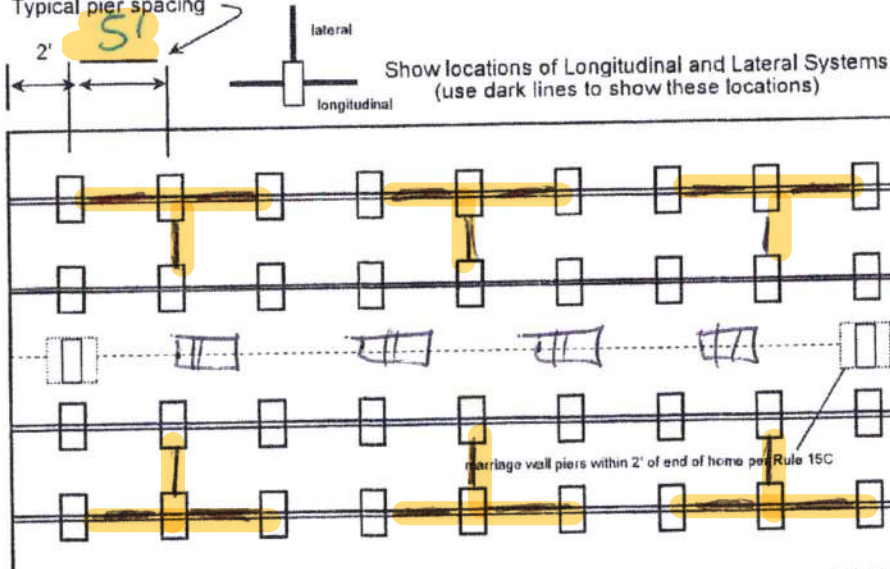 Typical pier spacing
2'
5'
lateral
longitudinal
Show locations of Longitudinal and Lateral Systems
(use dark lines to show these locations)
marriage wall piers within 2' of end of home per Rule 15C